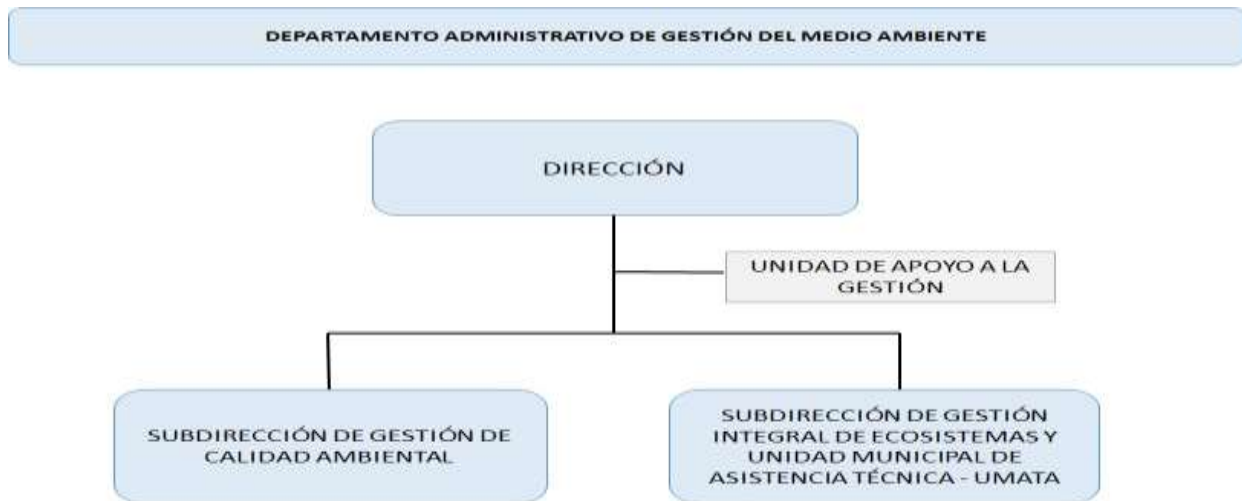 DEPARTAMENTO ADMINISTRATIVO DE GESTIÓN DEL MEDIO AMBIENTE
DIRECCIÓN
UNIDAD DE APOYO A LA
GESTIÓN
SUBDIRECCIÓN DE GESTIÓN DE
CALIDAD AMBIENTAL
SUBDIRECCIÓN DE GESTIÓN
INTEGRAL DE ECOSISTEMAS Y
UNIDAD MUNICIPAL DE
ASISTENCIA TÉCNICA - UMATA